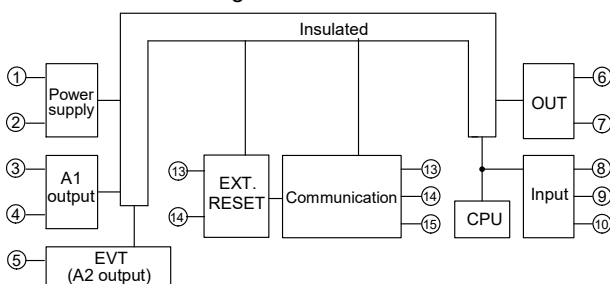 Insulated
①
Power
supply
②
⑥
OUT
⑦
③
A1
output
④
⑬
EXT.
RESET
⑭
Communication
⑬
⑭
⑮
CPU
⑧
Input
⑨
⑩
⑤
EVT
(A2 output)